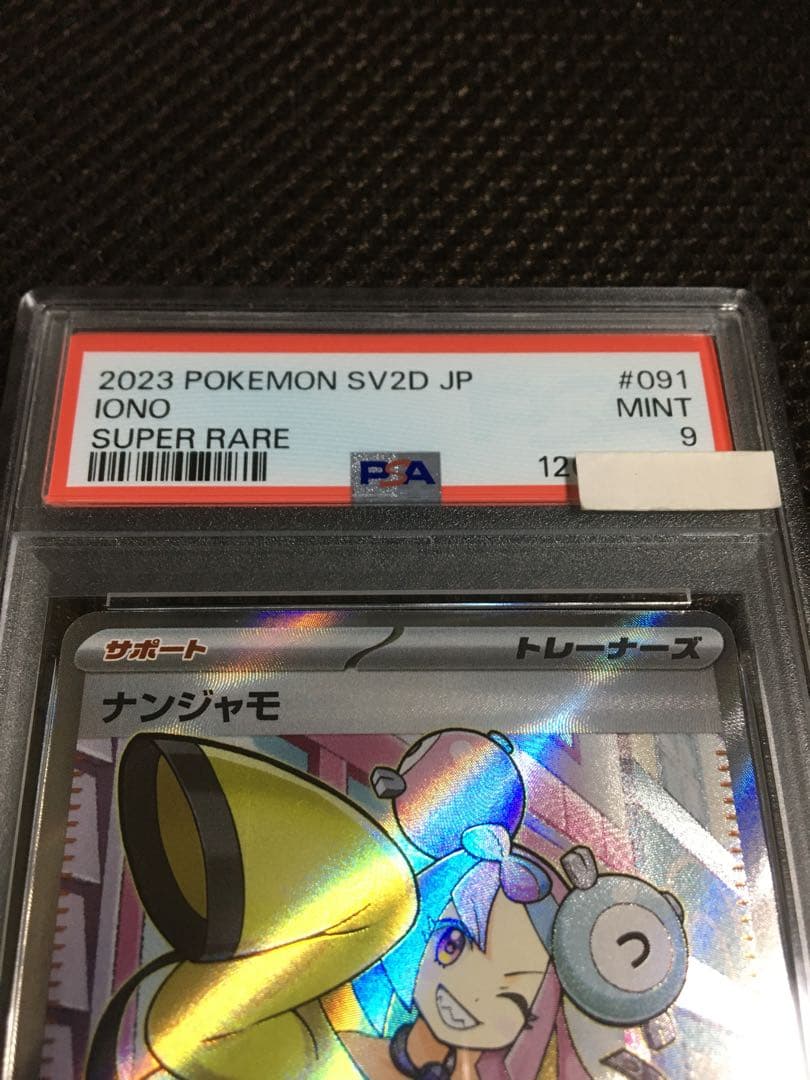 2023 POKEMON SV2D JP #091
IONO MINT
SUPER RARE 9
PSA
サポート トレーナーズ
ナンジャモ